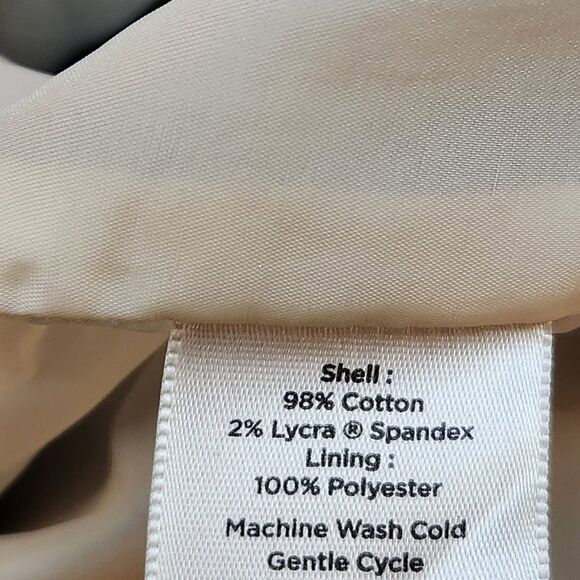 Shell :
98% Cotton
2% Lycra ® Spandex
Lining :
100% Polyester
Machine Wash Cold
Gentle Cycle